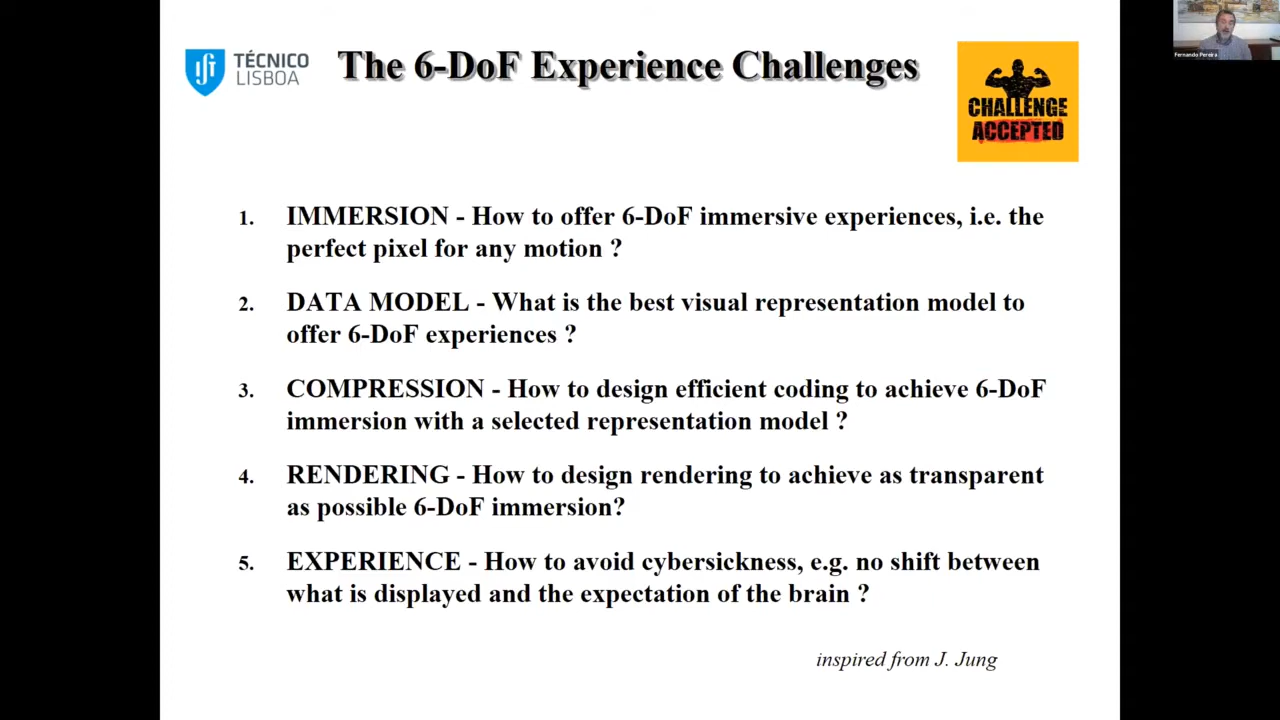 TÉCNICO
LISBOA
The 6-DoF Experience Challenges
CHALLENGE
ACCEPTED
Fernando Pereira
1. IMMERSION - How to offer 6-DoF immersive experiences, i.e. the
perfect pixel for any motion ?
2. DATA MODEL - What is the best visual representation model to
offer 6-DoF experiences ?
3. COMPRESSION - How to design efficient coding to achieve 6-DoF
immersion with a selected representation model ?
4. RENDERING - How to design rendering to achieve as transparent
as possible 6-DoF immersion?
5. EXPERIENCE - How to avoid cybersickness, e.g. no shift between
what is displayed and the expectation of the brain ?
inspired from J. Jung